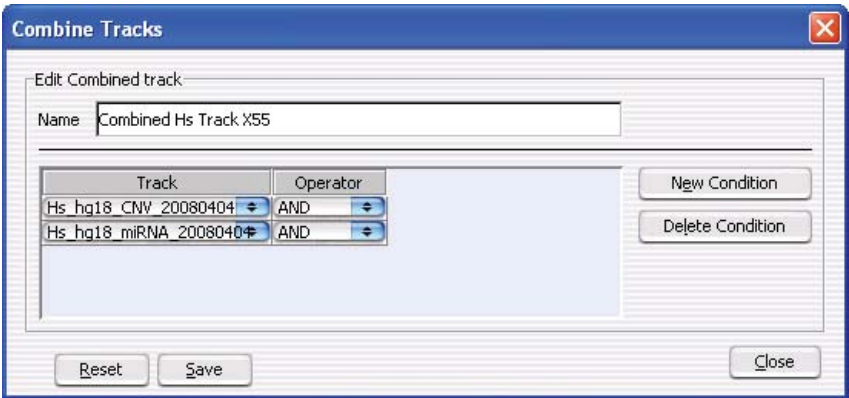 Combine Tracks
Edit Combined track
Name Combined Hs Track X55
Track Operator
Hs_hg18_CNV_20080404 AND
Hs_hg18_miRNA_20080404 AND
New Condition
Delete Condition
Reset Save Close